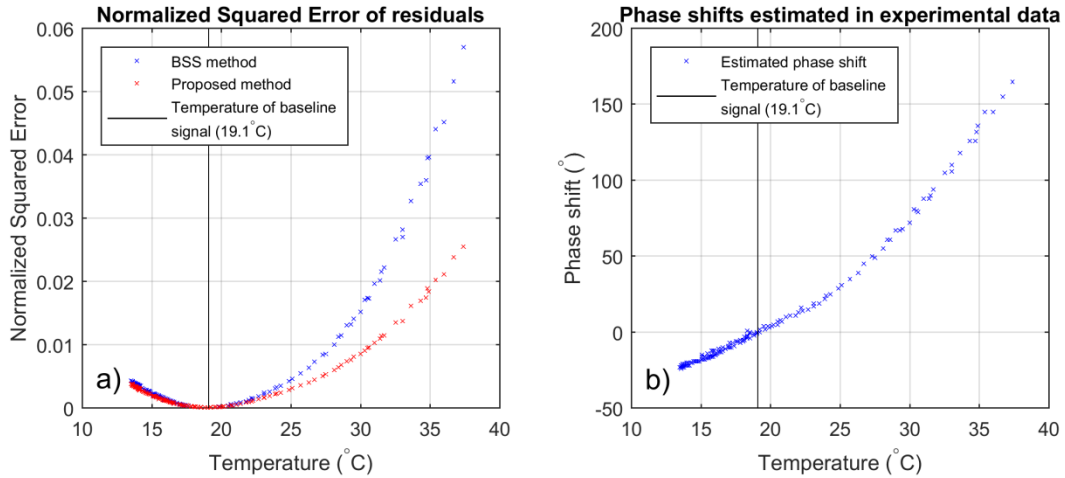 Normalized Squared Error of residuals
0.06
0.05
0.04
0.03
0.02
0.01
0
Normalized Squared Error
BSS method
Proposed method
Temperature of baseline
signal (19.1°C)
a)
10 15 20 25 30 35 40
Temperature (°C)
Phase shifts estimated in experimental data
200
150
100
50
0
-50
Phase shift (°)
Estimated phase shift
Temperature of baseline
signal (19.1°C)
b)
10 15 20 25 30 35 40
Temperature (°C)